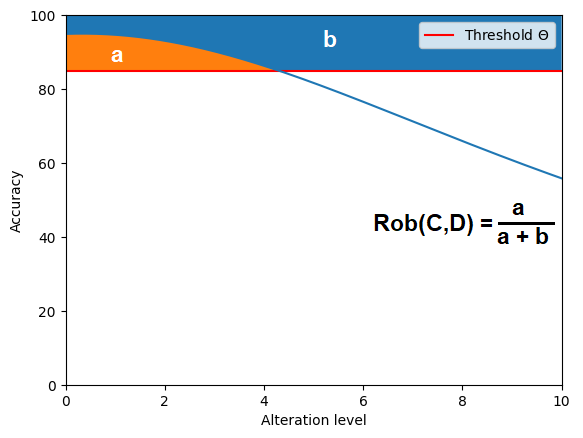 100
80
60
40
20
0
Accuracy
a
b
Threshold Θ
Rob(C,D) = a / a + b
0 2 4 6 8 10
Alteration level